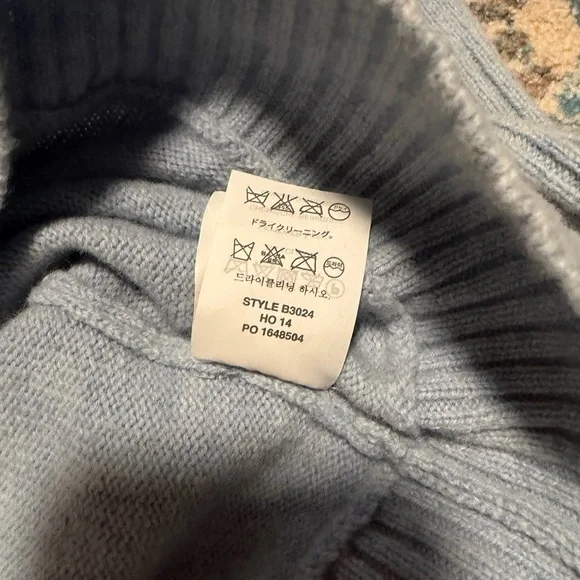 ドライクリーニング。
드라이클리닝 하시오.
STYLE B3024
HO 14
PO 1648504